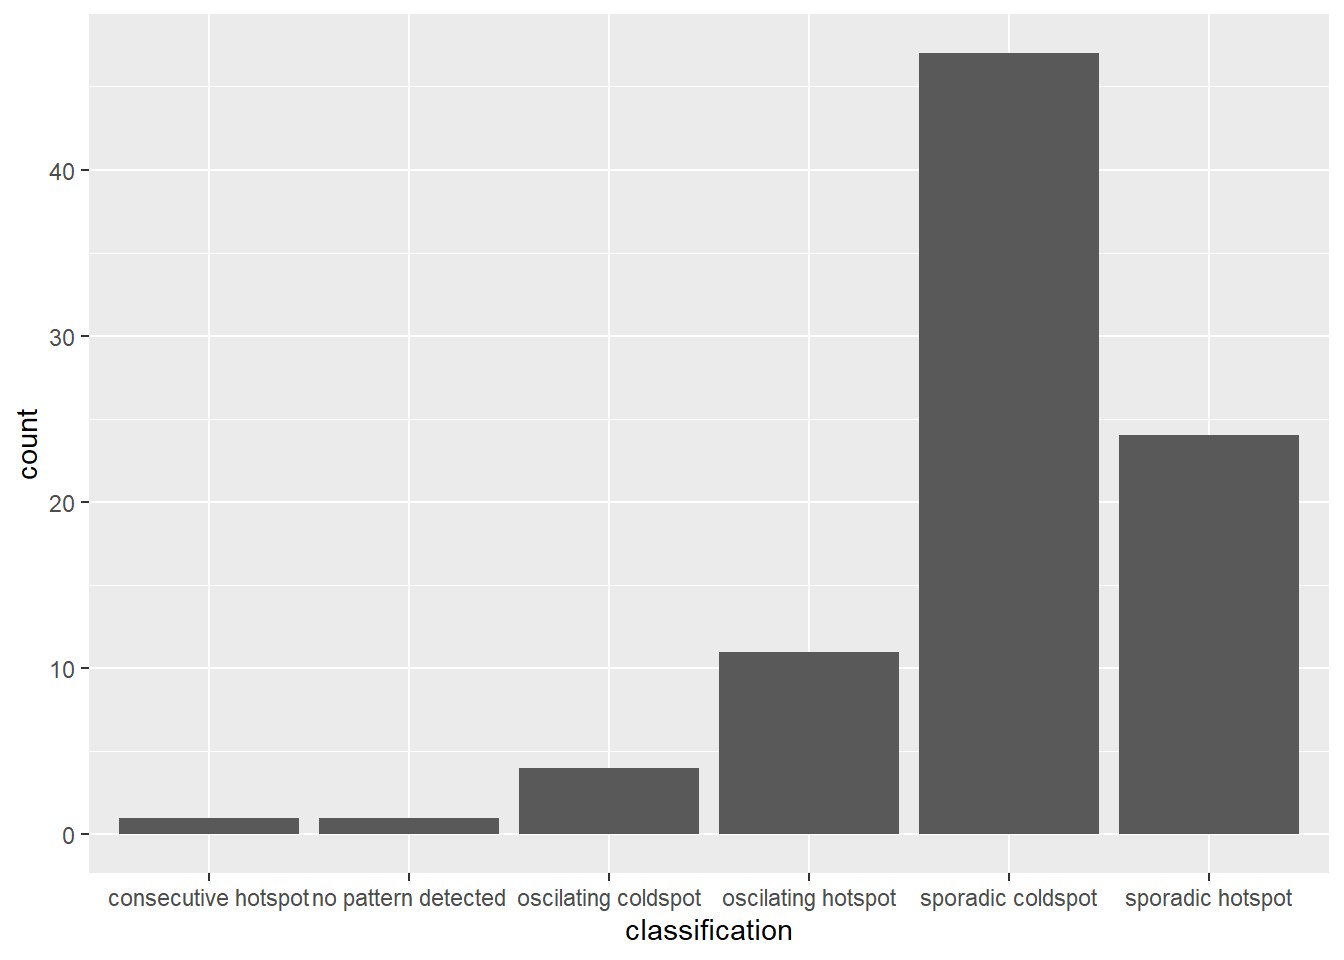 count
40
30
20
10
0
consecutive hotspot no pattern detected oscilating coldspot oscilating hotspot sporadic coldspot sporadic hotspot
classification